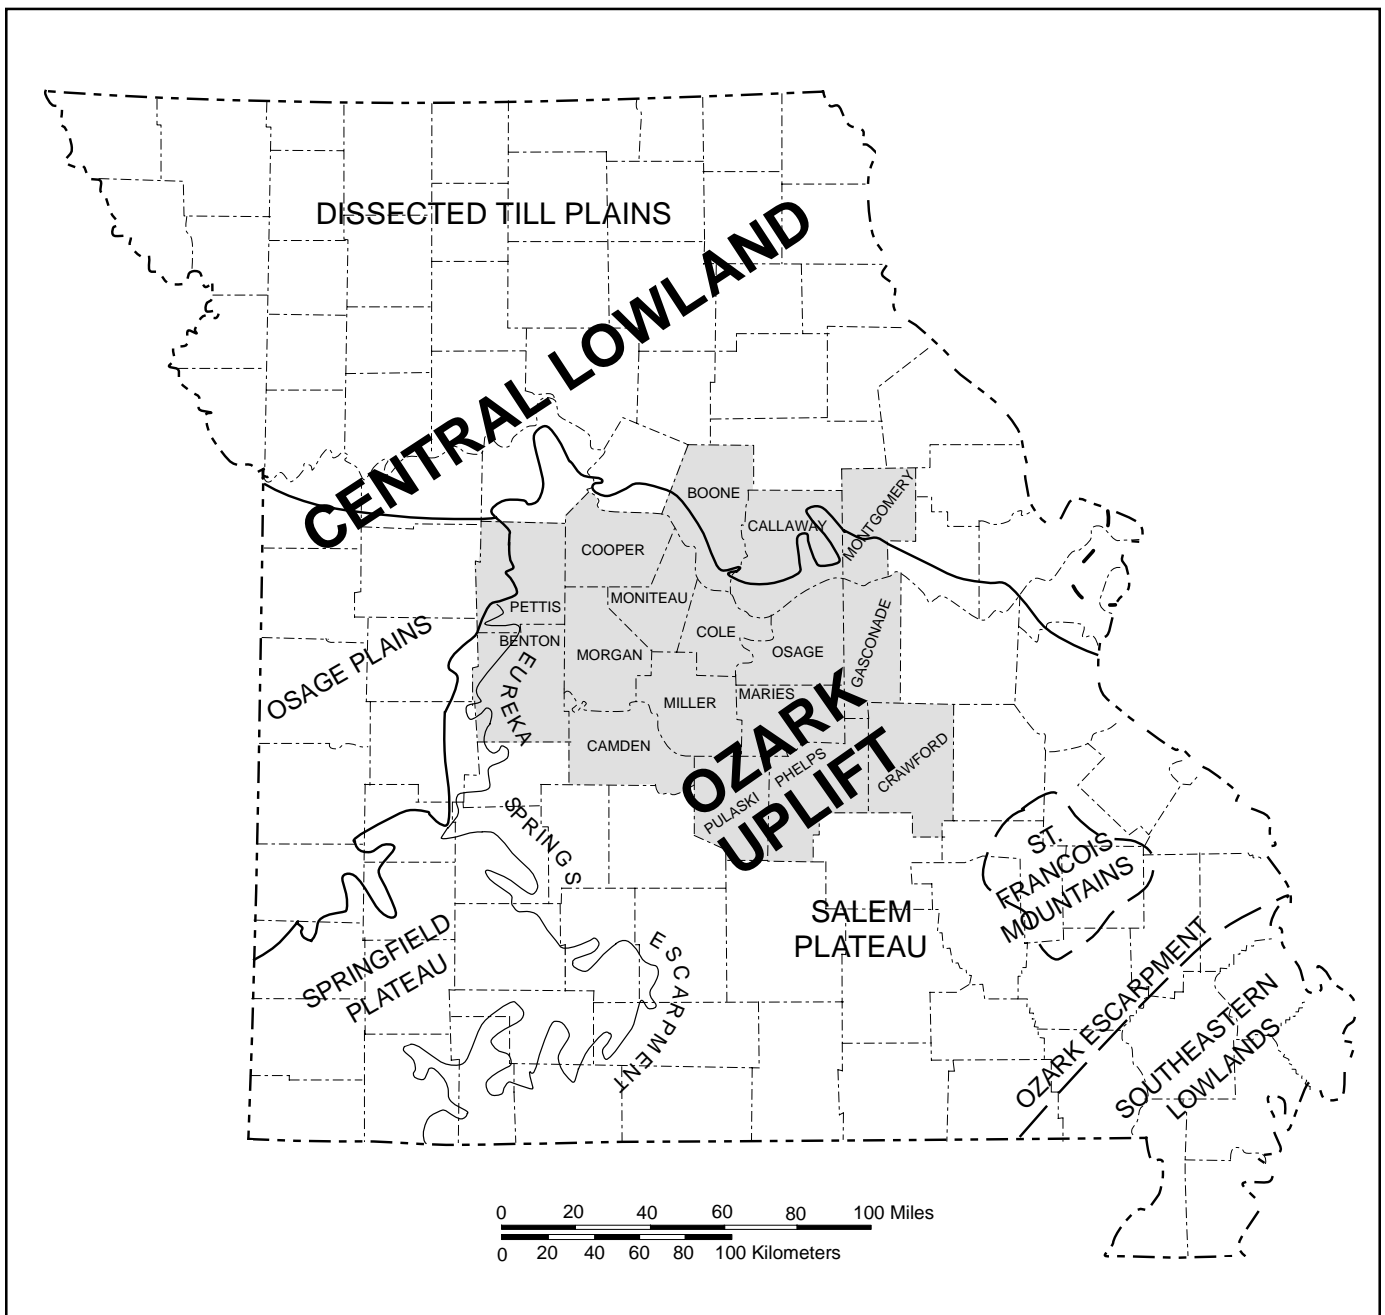 DISSECTED TILL PLAINS
CENTRAL LOWLAND
BOONE
CALLAWAY
MONTGOMERY
COOPER
MONITEAU
PETTIS
BENTON
COLE
OSAGE
GASCONADE
MORGAN
MILLER
MARIES
CAMDEN
PULASKI
PHELPS
CRAWFORD
OSAGE PLAINS
EUREKA
SPRINGS
ESCARPMENT
OZARK
UPLIFT
ST.
FRANCOIS
MOUNTAINS
SALEM
PLATEAU
SPRINGFIELD
PLATEAU
OZARK ESCARPMENT
SOUTHEASTERN
LOWLANDS
0 20 40 60 80 100 Miles
0 20 40 60 80 100 Kilometers